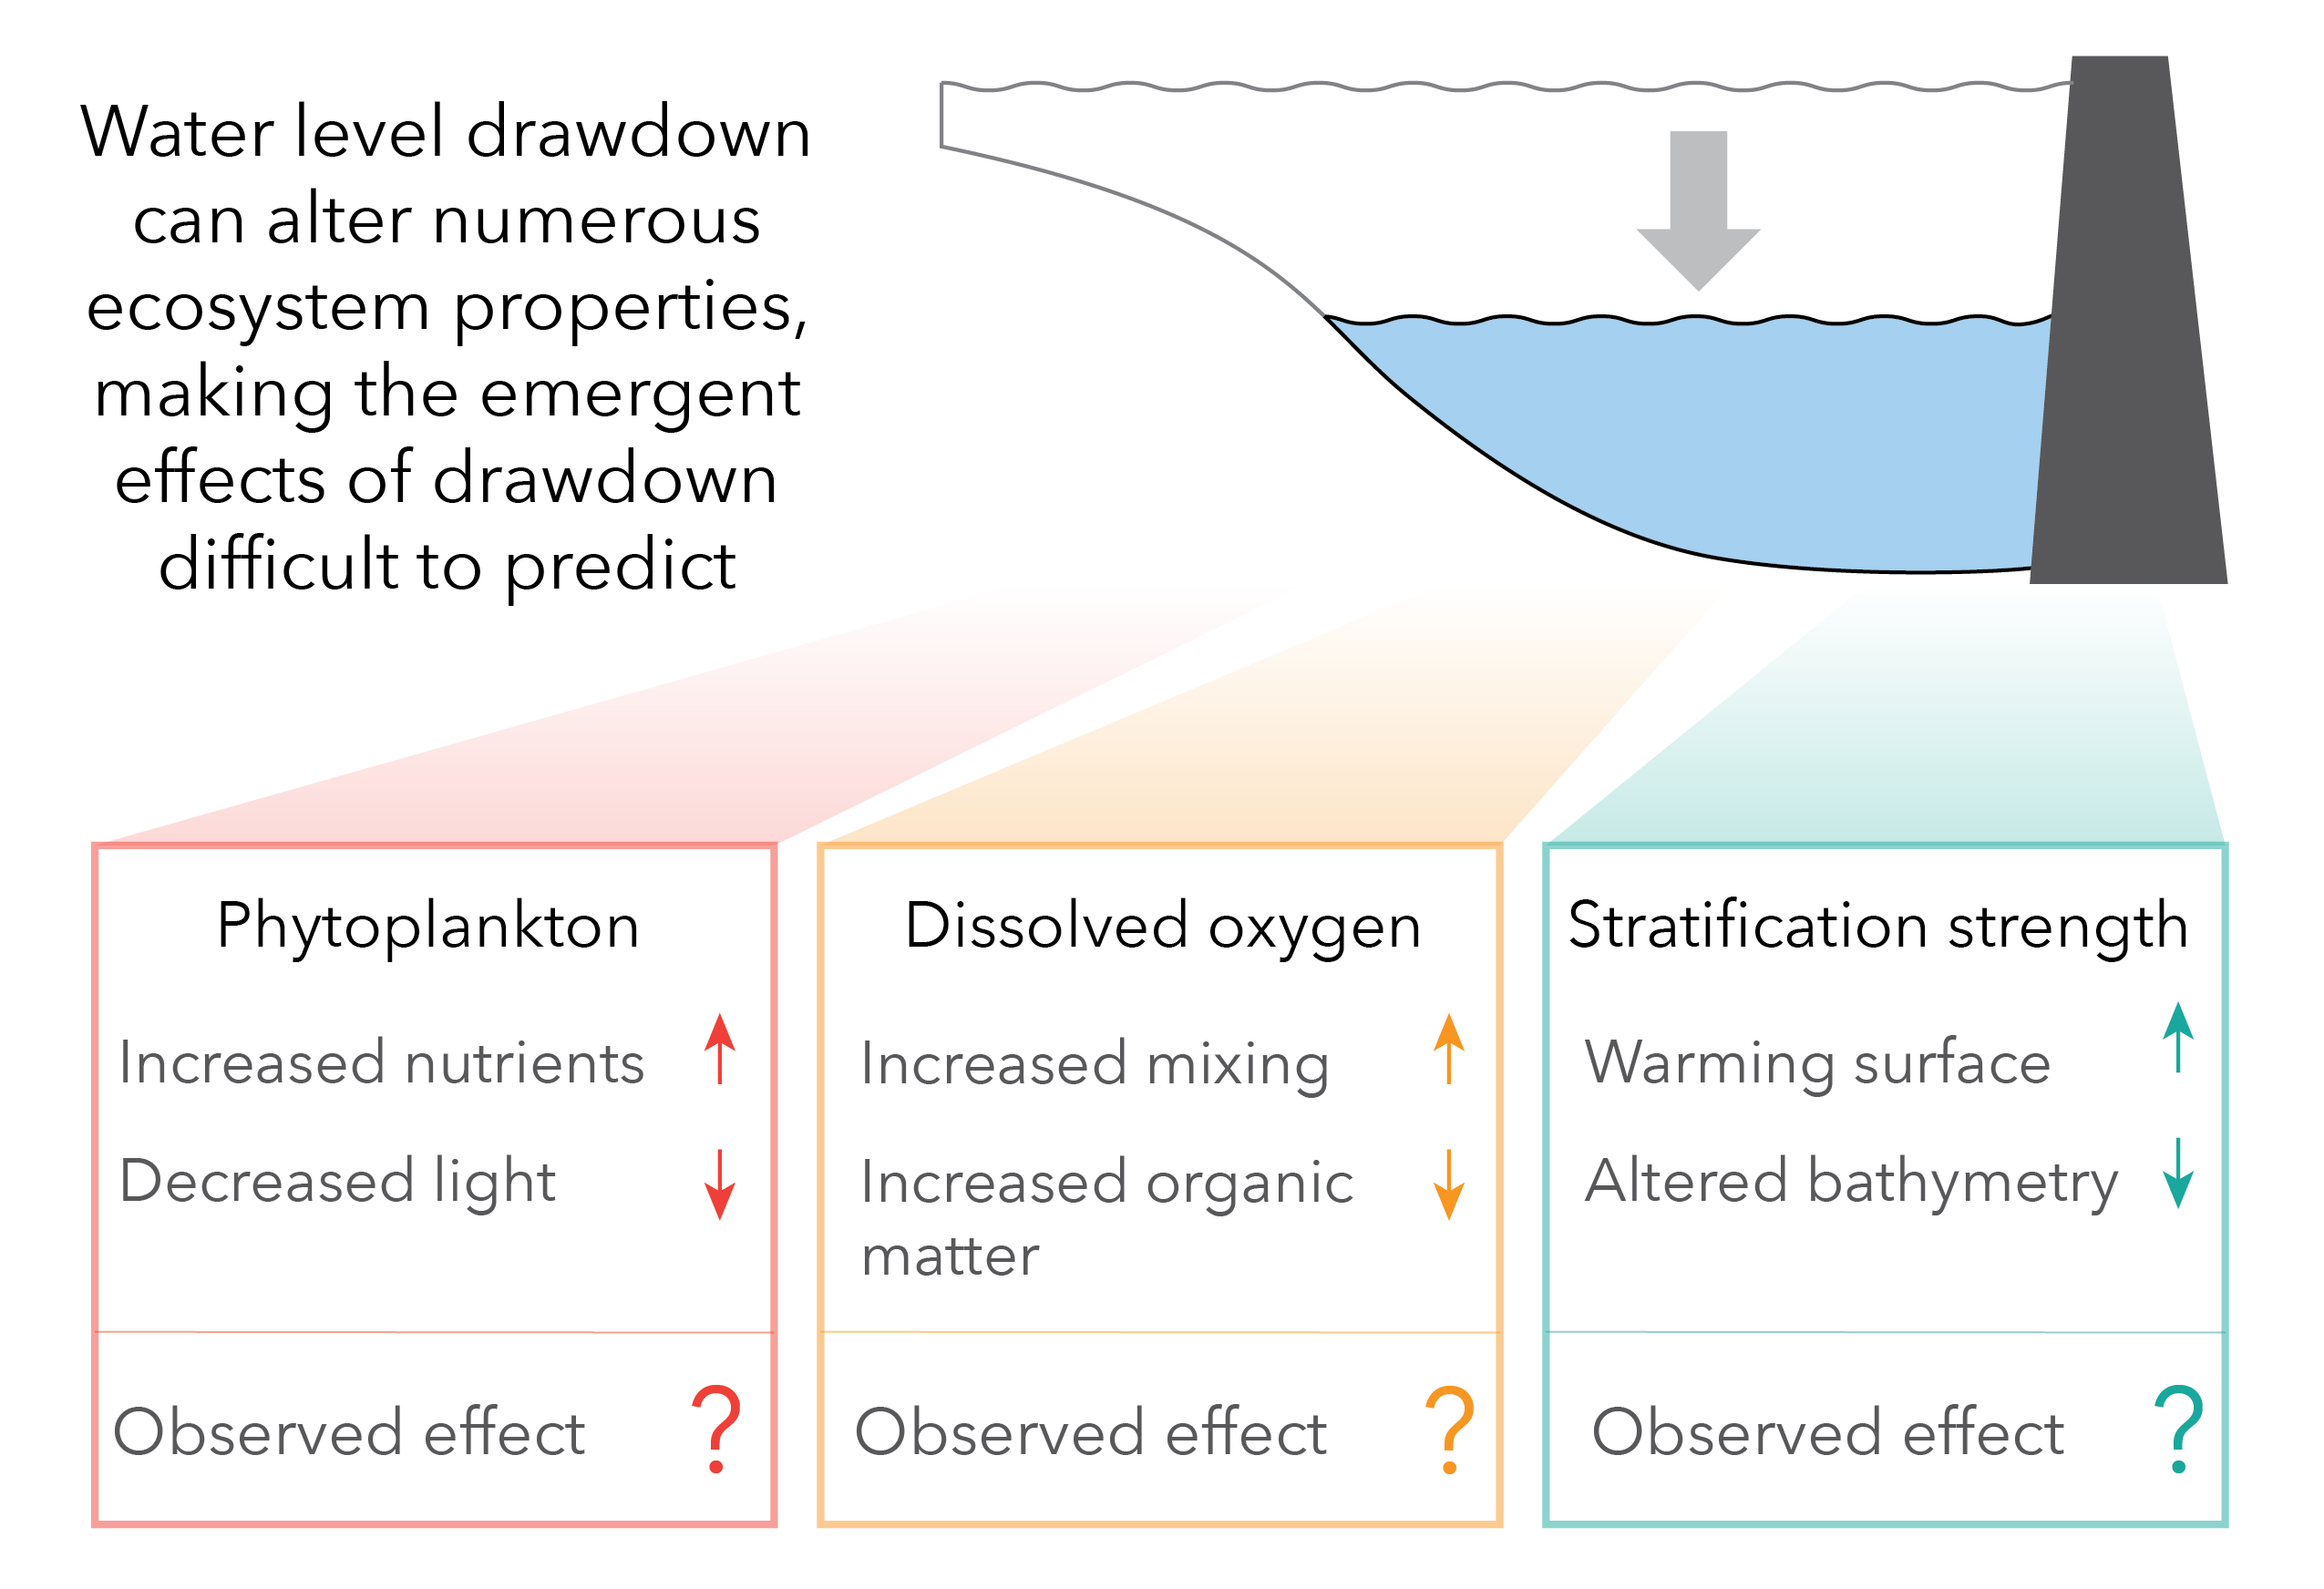 Water level drawdown
can alter numerous
ecosystem properties,
making the emergent
effects of drawdown
difficult to predict
Phytoplankton
Increased nutrients
Decreased light
Observed effect ?
Dissolved oxygen
Increased mixing
Increased organic
matter
Observed effect ?
Stratification strength
Warming surface
Altered bathymetry
Observed effect ?